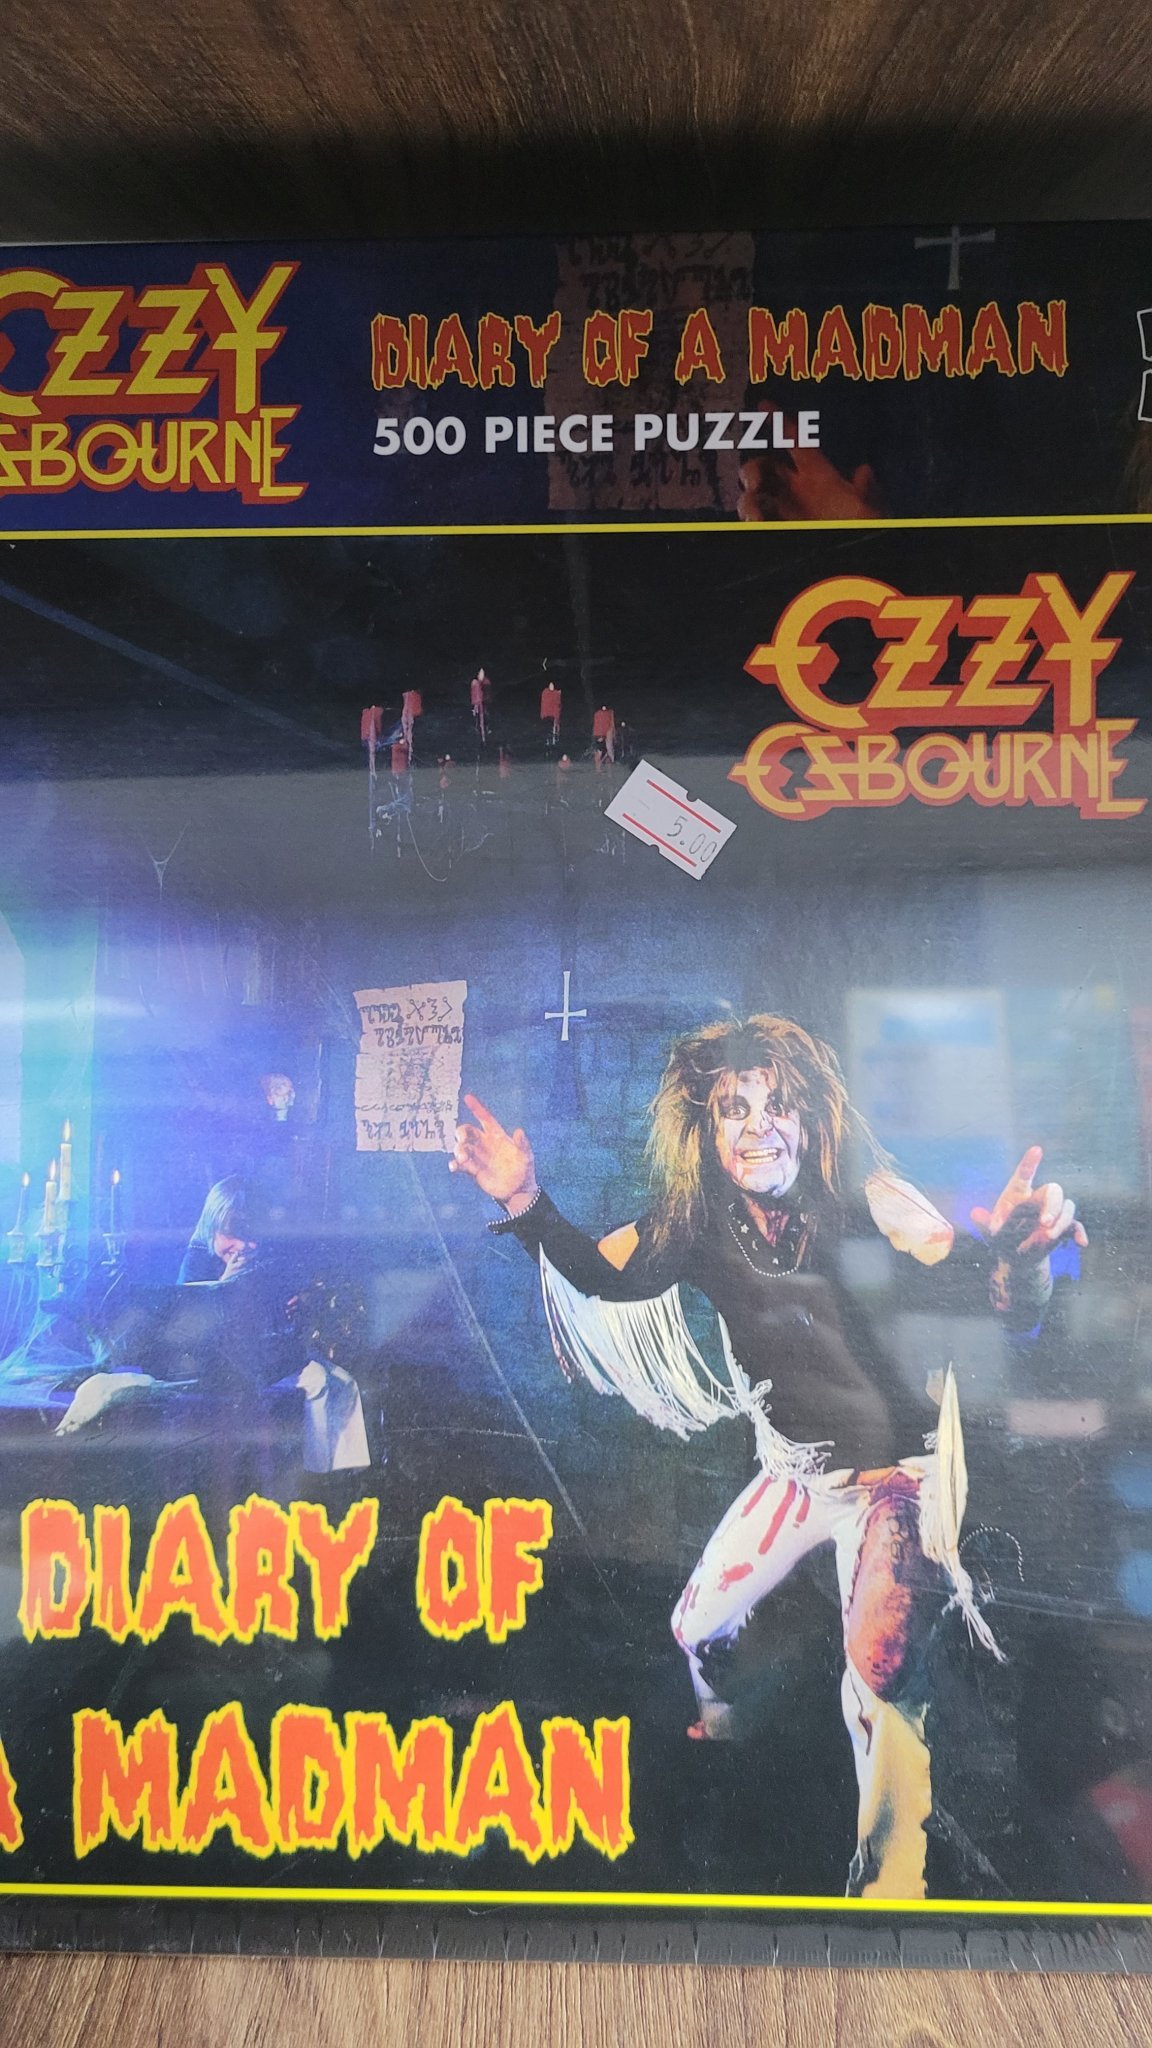 OZZY
OSBOURNE
DIARY OF A MADMAN
500 PIECE PUZZLE
OZZY
OSBOURNE
5.00
DIARY OF
A MADMAN